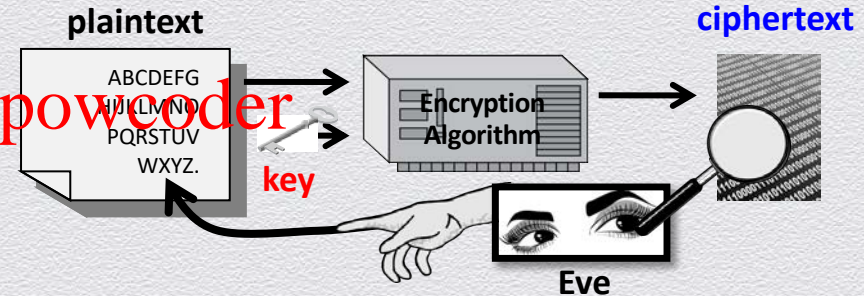 plaintext
ciphertext
ABCDEFG
HIJKLMNO
PQRSTUV
WXYZ.
powcoder
key
Encryption
Algorithm
Eve